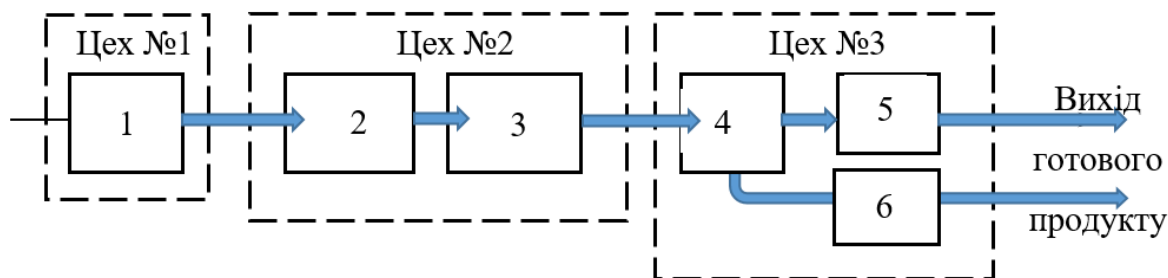 Цех №1
Цех №2
Цех №3
1
2
3
4
5
6
Вихід
готового
продукту